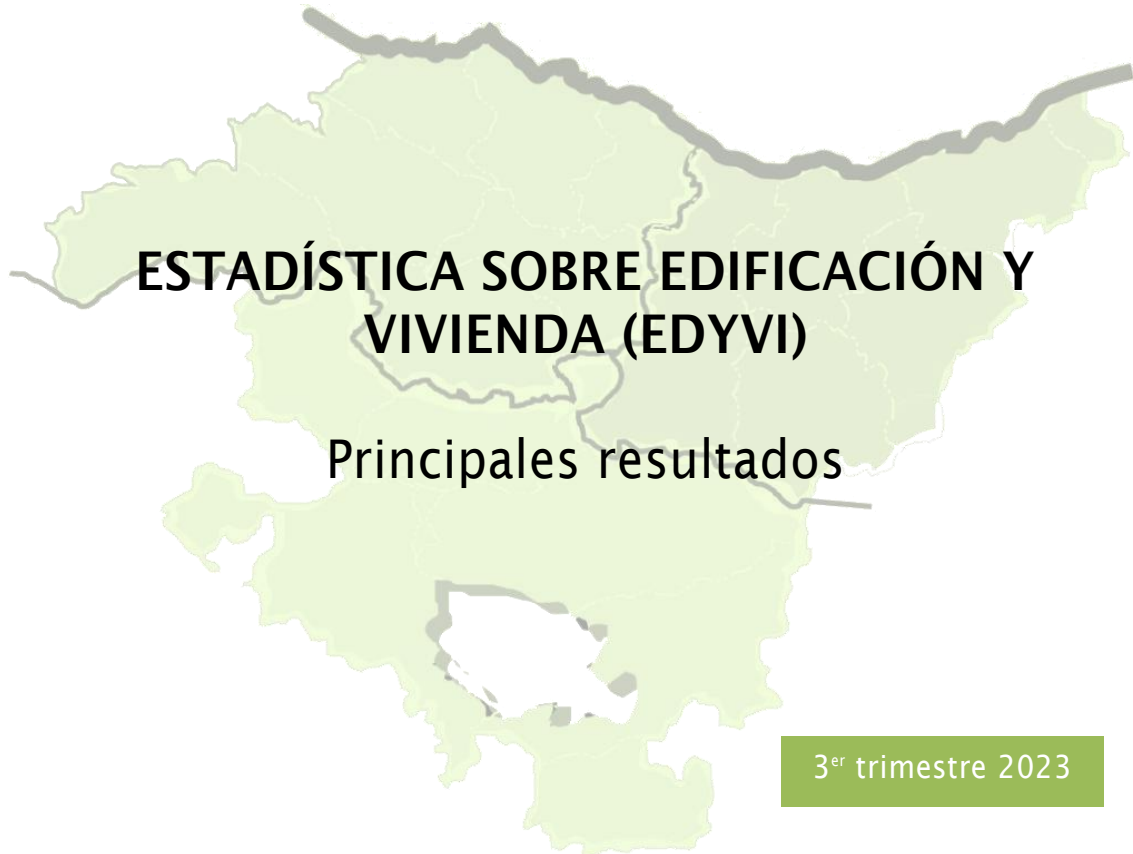 ESTADÍSTICA SOBRE EDIFICACIÓN Y
VIVIENDA (EDYVI)
Principales resultados
3er trimestre 2023